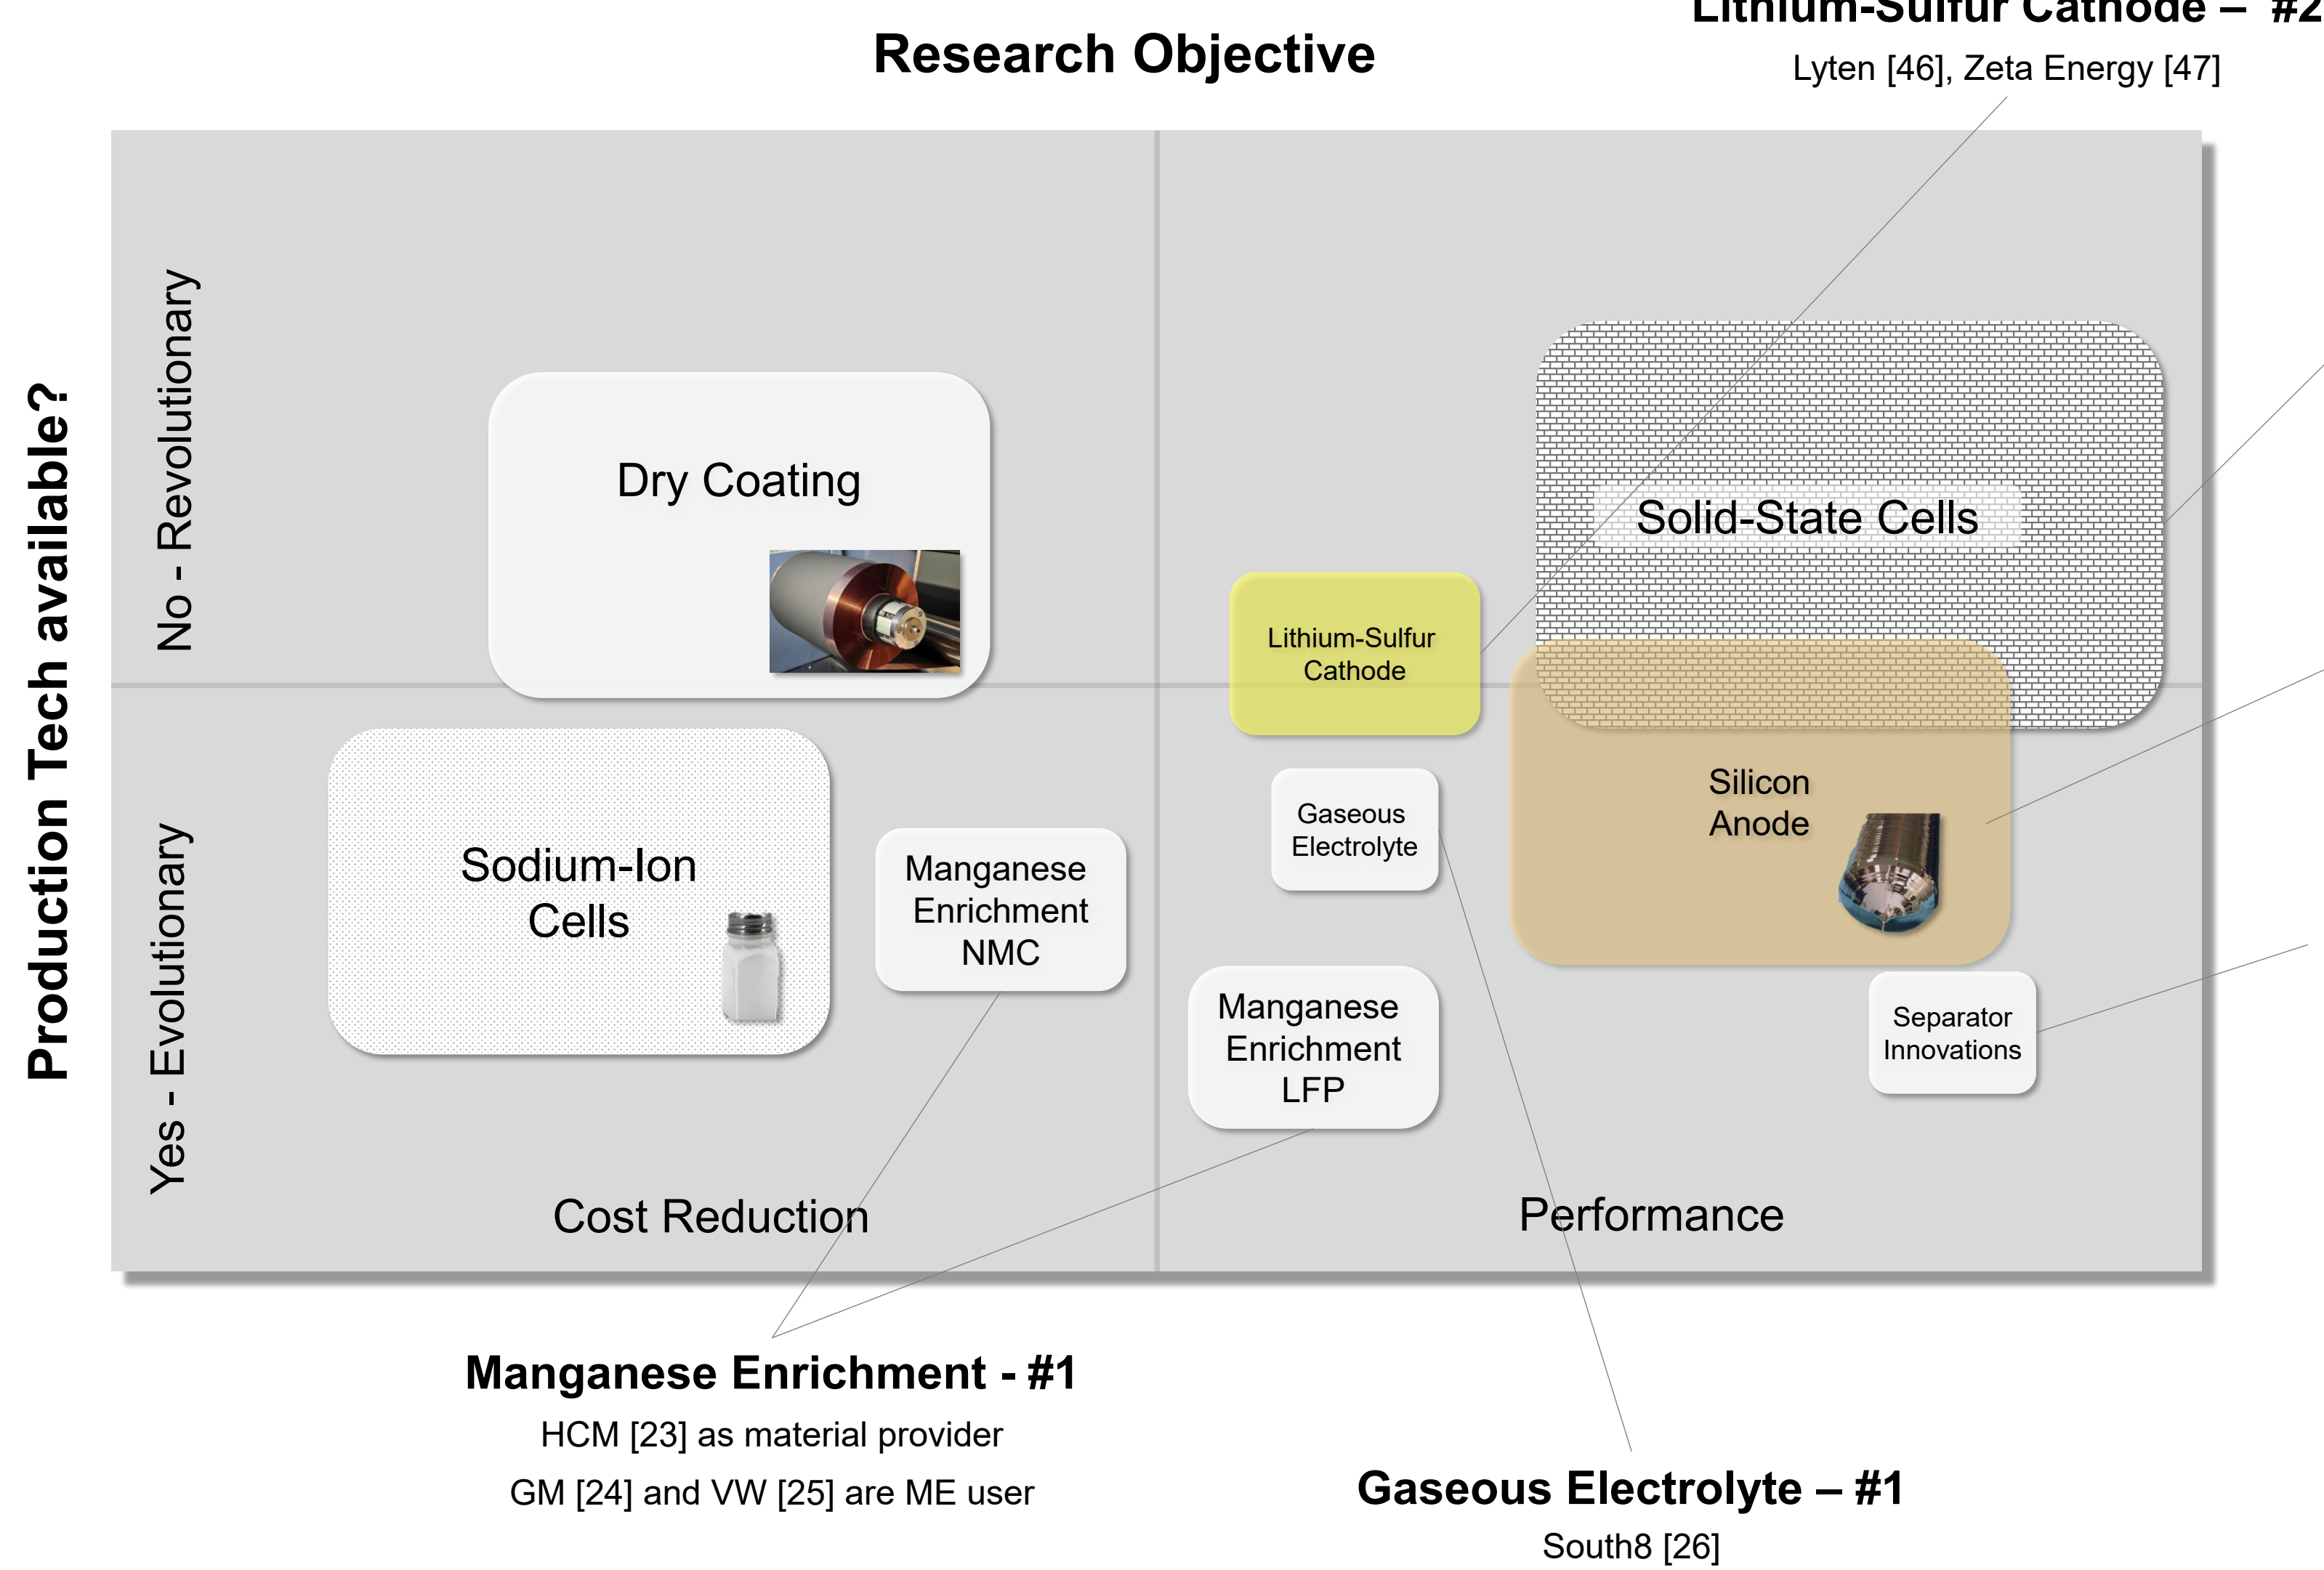 Lithium-Sulfur Cathode – #2
Research Objective
Lyten [46], Zeta Energy [47]
Production Tech available?
No - Revolutionary
Yes - Evolutionary
Dry Coating
Solid-State Cells
Lithium-Sulfur
Cathode
Silicon
Anode
Gaseous
Electrolyte
Sodium-Ion
Cells
Manganese
Enrichment
NMC
Manganese
Enrichment
LFP
Separator
Innovations
Cost Reduction
Performance
Manganese Enrichment - #1
HCM [23] as material provider
GM [24] and VW [25] are ME user
Gaseous Electrolyte – #1
South8 [26]